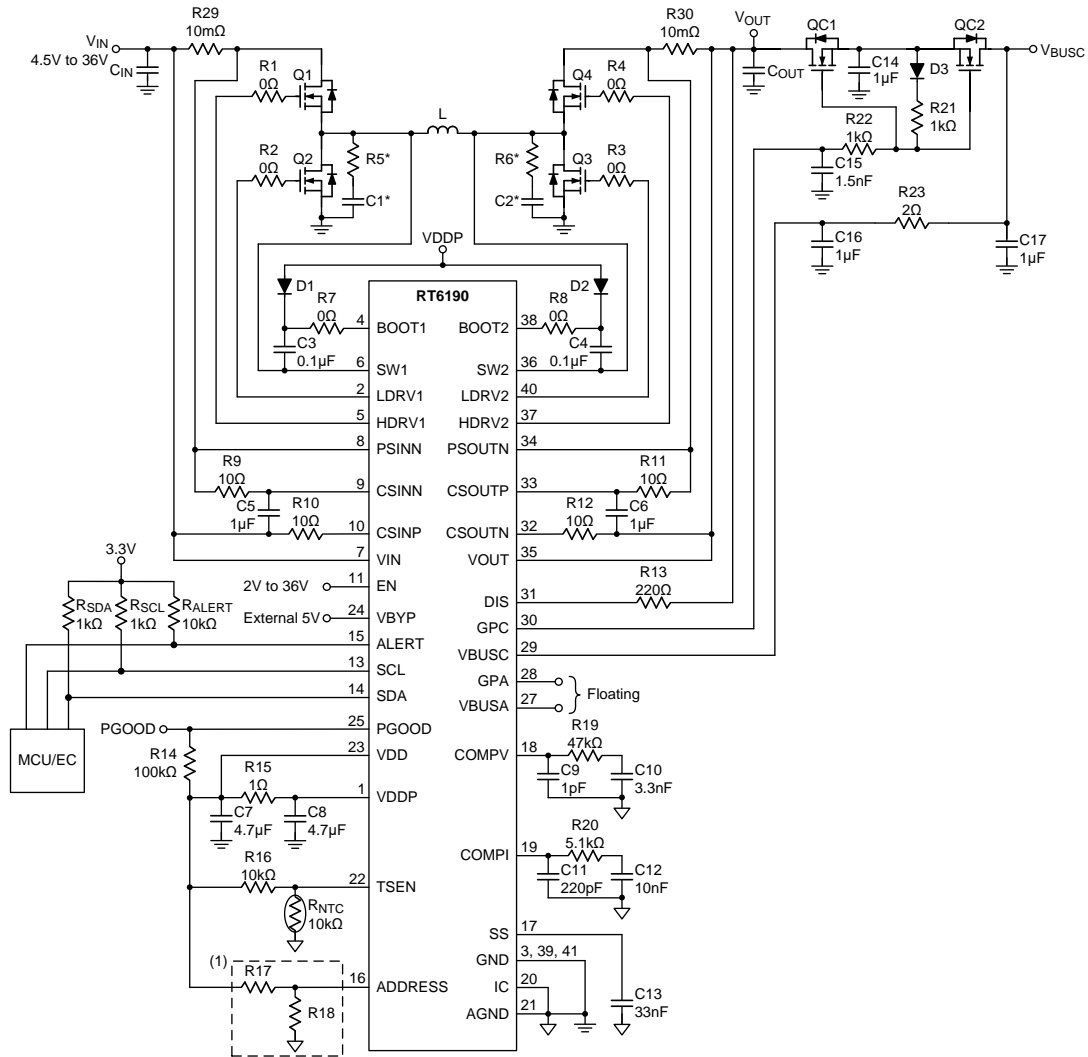 R29
10mΩ
VIN
4.5V to 36V
CIN
R1
0Ω
Q1
R2
0Ω
Q2
R5*
C1*
L
Q4
R4
0Ω
R6*
C2*
Q3
R3
0Ω
R30
10mΩ
VOUT
COUT
QC1
QC2
VBUSC
C14
1µF
D3
R21
1kΩ
R22
1kΩ
C15
1.5nF
R23
2Ω
C16
1µF
C17
1µF
VDDP
D1
R7
0Ω
C3
0.1µF
D2
R8
0Ω
C4
0.1µF
RT6190
4 BOOT1
6 SW1
2 LDRV1
5 HDRV1
8 PSINN
9 CSINN
10 CSINP
7 VIN
11 EN
24 VBYP
15 ALERT
13 SCL
14 SDA
25 PGOOD
23 VDD
1 VDDP
22 TSEN
16 ADDRESS
BOOT2 38
SW2 36
LDRV2 40
HDRV2 37
PSOUTN 34
CSOUTP 33
CSOUTN 32
VOUT 35
DIS 31
GPC 30
VBUSC 29
GPA 28
VBUSA 27
COMPV 18
COMPI 19
SS 17
GND 3, 39, 41
IC 20
AGND 21
R9
10Ω
C5
1µF
R10
10Ω
R11
10Ω
R12
10Ω
C6
1µF
R13
220Ω
3.3V
RSDA
1kΩ
RSCL
1kΩ
RALERT
10kΩ
2V to 36V
External 5V
MCU/EC
PGOOD
R14
100kΩ
R15
1Ω
C7
4.7µF
C8
4.7µF
R16
10kΩ
RNTC
10kΩ
(1)
R17
R18
Floating
R19
47kΩ
C9
1pF
C10
3.3nF
R20
5.1kΩ
C11
220pF
C12
10nF
C13
33nF